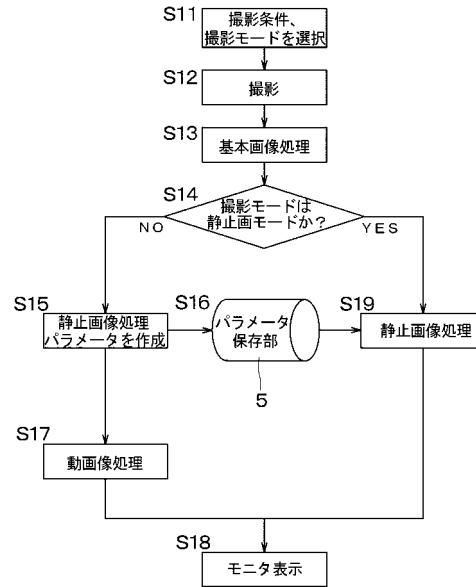 S11
撮影条件、
撮影モードを選択
S12
撮影
S13
基本画像処理
S14
撮影モードは
静止画モードか?
NO
YES
S15
静止画像処理
パラメータを作成
S16
パラメータ
保存部
5
S19
静止画像処理
S17
動画像処理
S18
モニタ表示